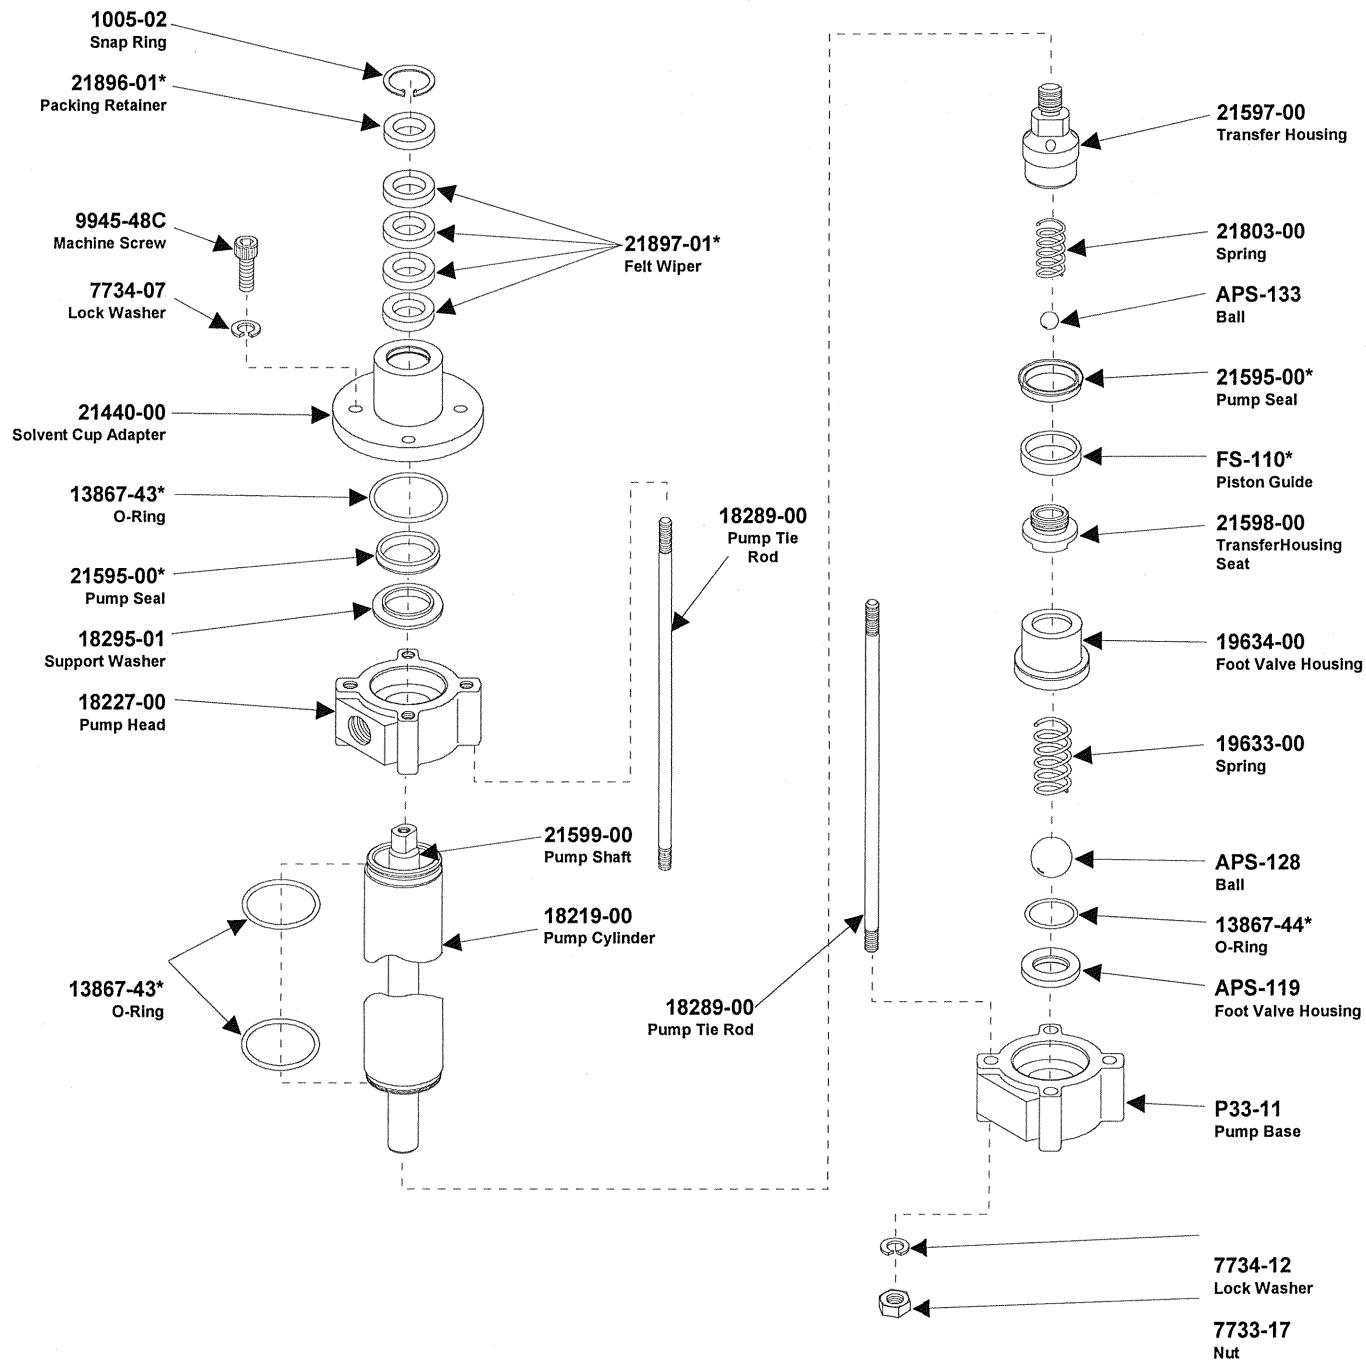 1005-02
Snap Ring
21896-01*
Packing Retainer
9945-48C
Machine Screw
7734-07
Lock Washer
21897-01*
Felt Wiper
21440-00
Solvent Cup Adapter
13867-43*
O-Ring
21595-00*
Pump Seal
18295-01
Support Washer
18227-00
Pump Head
18289-00
Pump Tie
Rod
21599-00
Pump Shaft
18219-00
Pump Cylinder
13867-43*
O-Ring
18289-00
Pump Tie Rod
21597-00
Transfer Housing
21803-00
Spring
APS-133
Ball
21595-00*
Pump Seal
FS-110*
Piston Guide
21598-00
TransferHousing
Seat
19634-00
Foot Valve Housing
19633-00
Spring
APS-128
Ball
13867-44*
O-Ring
APS-119
Foot Valve Housing
P33-11
Pump Base
7734-12
Lock Washer
7733-17
Nut